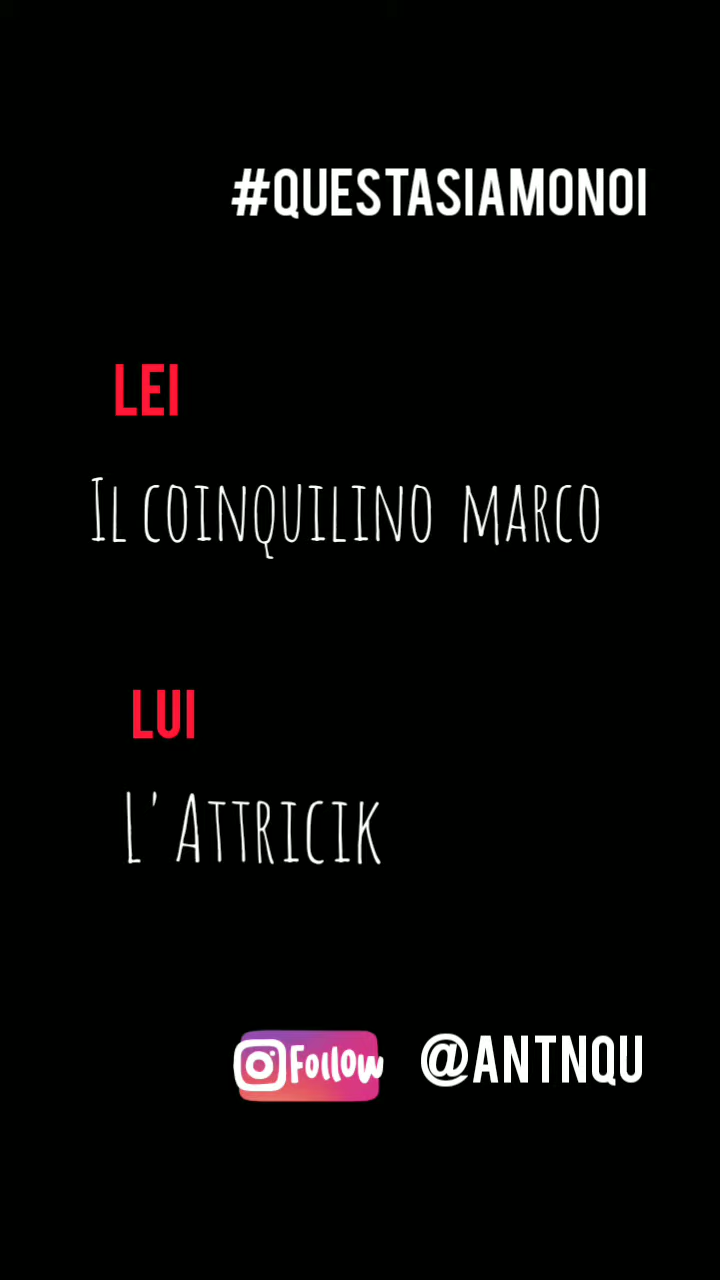 #QUESTASIAMONOI
LEI
IL COINQUILINO MARCO
LUI
L'ATTRICIK
Follow @ANTNQU